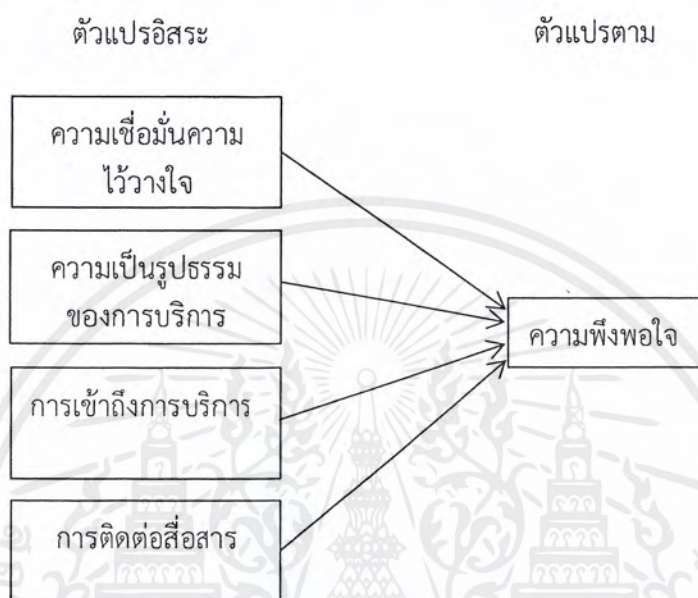 ตัวแปรอิสระ
ตัวแปรตาม
ความเชื่อมั่นความ
ไว้วางใจ
ความเป็นรูปธรรม
ของการบริการ
การเข้าถึงการบริการ
การติดต่อสื่อสาร
ความพึงพอใจ